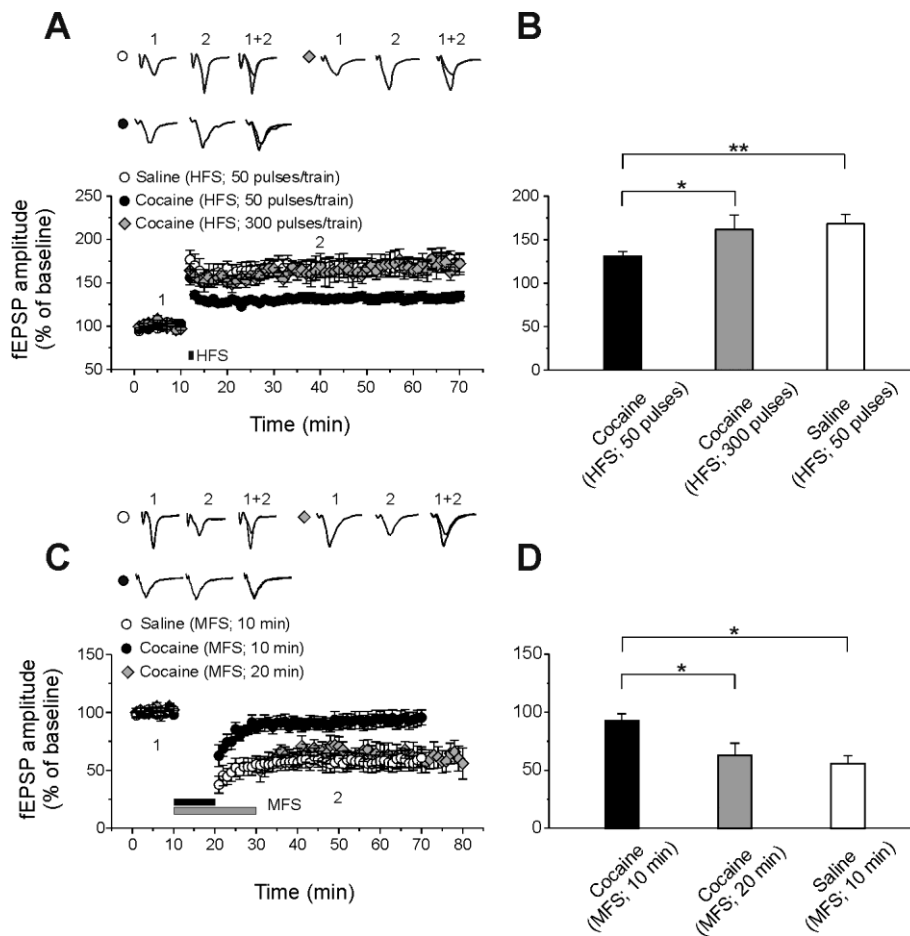 A
B
1 2 1+2 1 2 1+2
Saline (HFS; 50 pulses/train)
Cocaine (HFS; 50 pulses/train)
Cocaine (HFS; 300 pulses/train)
fEPSP amplitude
(% of baseline)
250
200
150
100
50
1
2
HFS
0 10 20 30 40 50 60 70
Time (min)
**
*
200
150
100
50
0
Cocaine
(HFS; 50 pulses)
Cocaine
(HFS; 300 pulses)
Saline
(HFS; 50 pulses)
C
D
1 2 1+2 1 2 1+2
Saline (MFS; 10 min)
Cocaine (MFS; 10 min)
Cocaine (MFS; 20 min)
fEPSP amplitude
(% of baseline)
150
100
50
0
1
2
MFS
0 10 20 30 40 50 60 70 80
Time (min)
*
*
150
100
50
0
Cocaine
(MFS; 10 min)
Cocaine
(MFS; 20 min)
Saline
(MFS; 10 min)